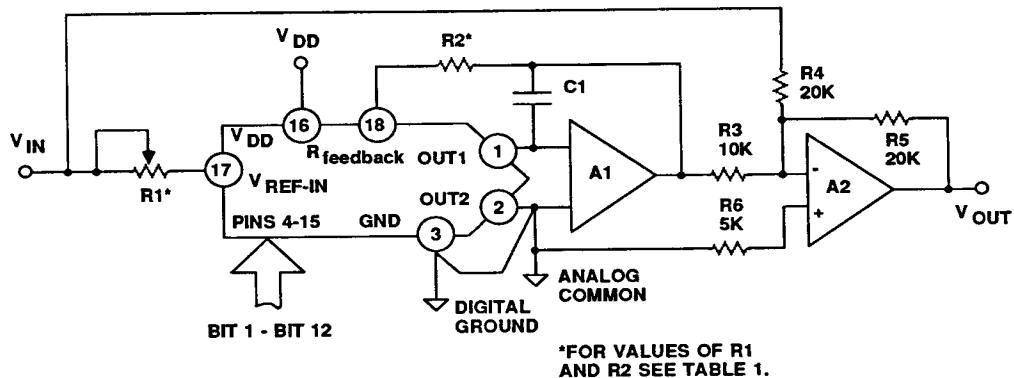 V DD
R2*
C1
R4
20K
V IN
V DD
16
18
R feedback
1
OUT1
A1
R3
10K
R5
20K
R1*
17
V REF-IN
OUT2
2
-
A2
+
V OUT
R6
5K
PINS 4-15
GND
3
ANALOG
COMMON
DIGITAL
GROUND
BIT 1 - BIT 12
*FOR VALUES OF R1
AND R2 SEE TABLE 1.